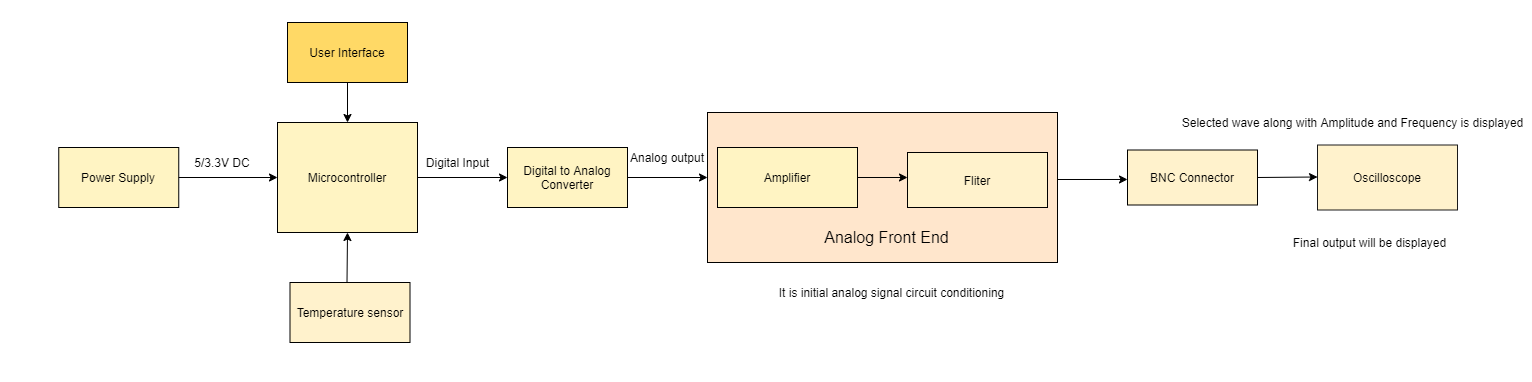 User Interface
Selected wave along with Amplitude and Frequency is displayed
5/3.3V DC
Digital Input
Analog output
Power Supply
Microcontroller
Digital to Analog
Converter
Amplifier
Fliter
BNC Connector
Oscilloscope
Analog Front End
Final output will be displayed
It is initial analog signal circuit conditioning
Temperature sensor